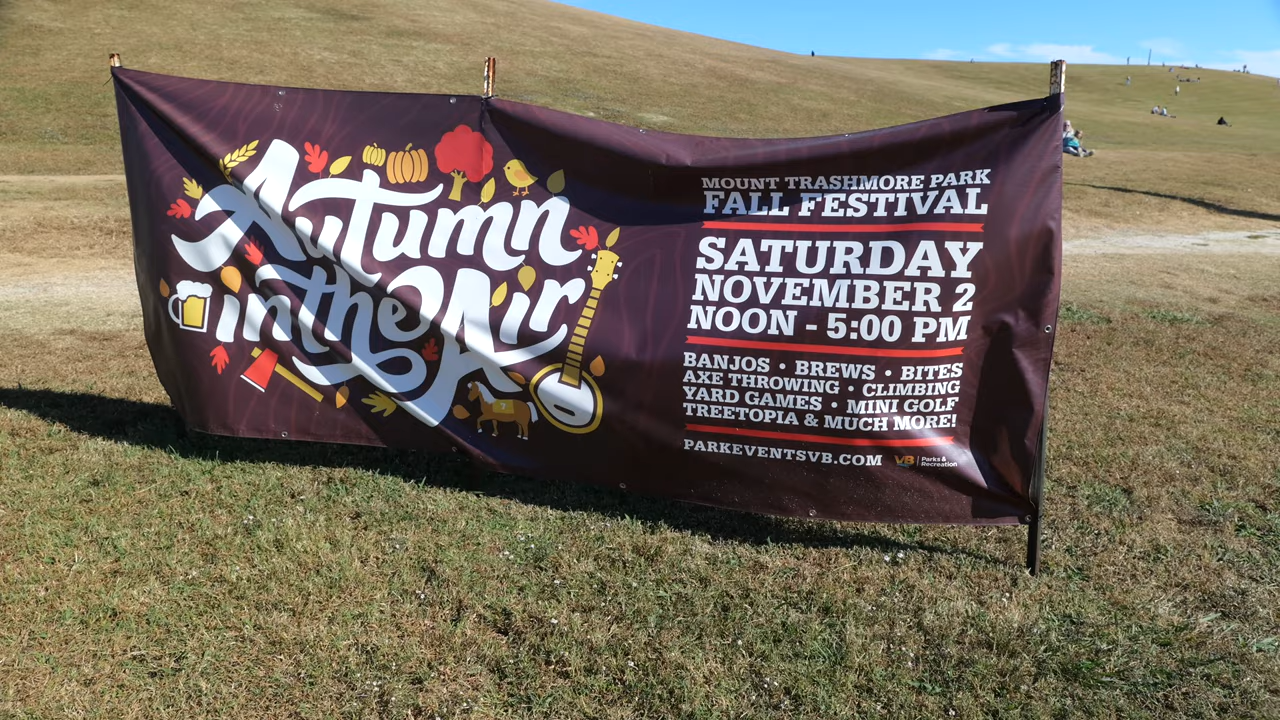 Autumn
in the Air
MOUNT TRASHMORE PARK
FALL FESTIVAL
SATURDAY
NOVEMBER 2
NOON - 5:00 PM
BANJOS • BREWS • BITES
AXE THROWING • CLIMBING
YARD GAMES • MINI GOLF
TREETOPIA & MUCH MORE!
PARKEVENTSVB.COM
VB Parks &
Recreation
7